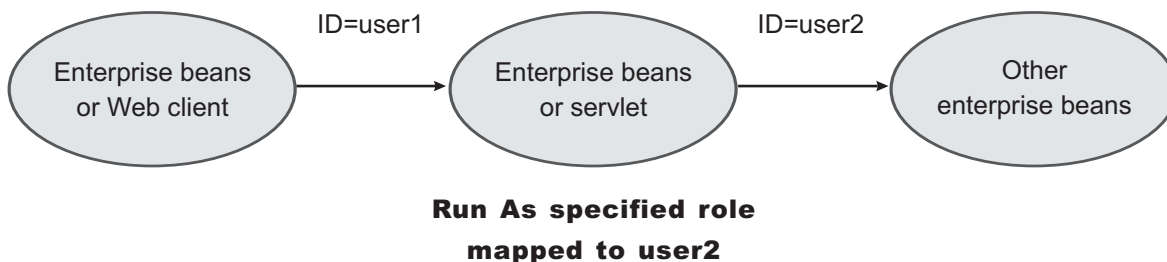 ID=user1
ID=user2
Enterprise beans
or Web client
Enterprise beans
or servlet
Other
enterprise beans
Run As specified role
mapped to user2